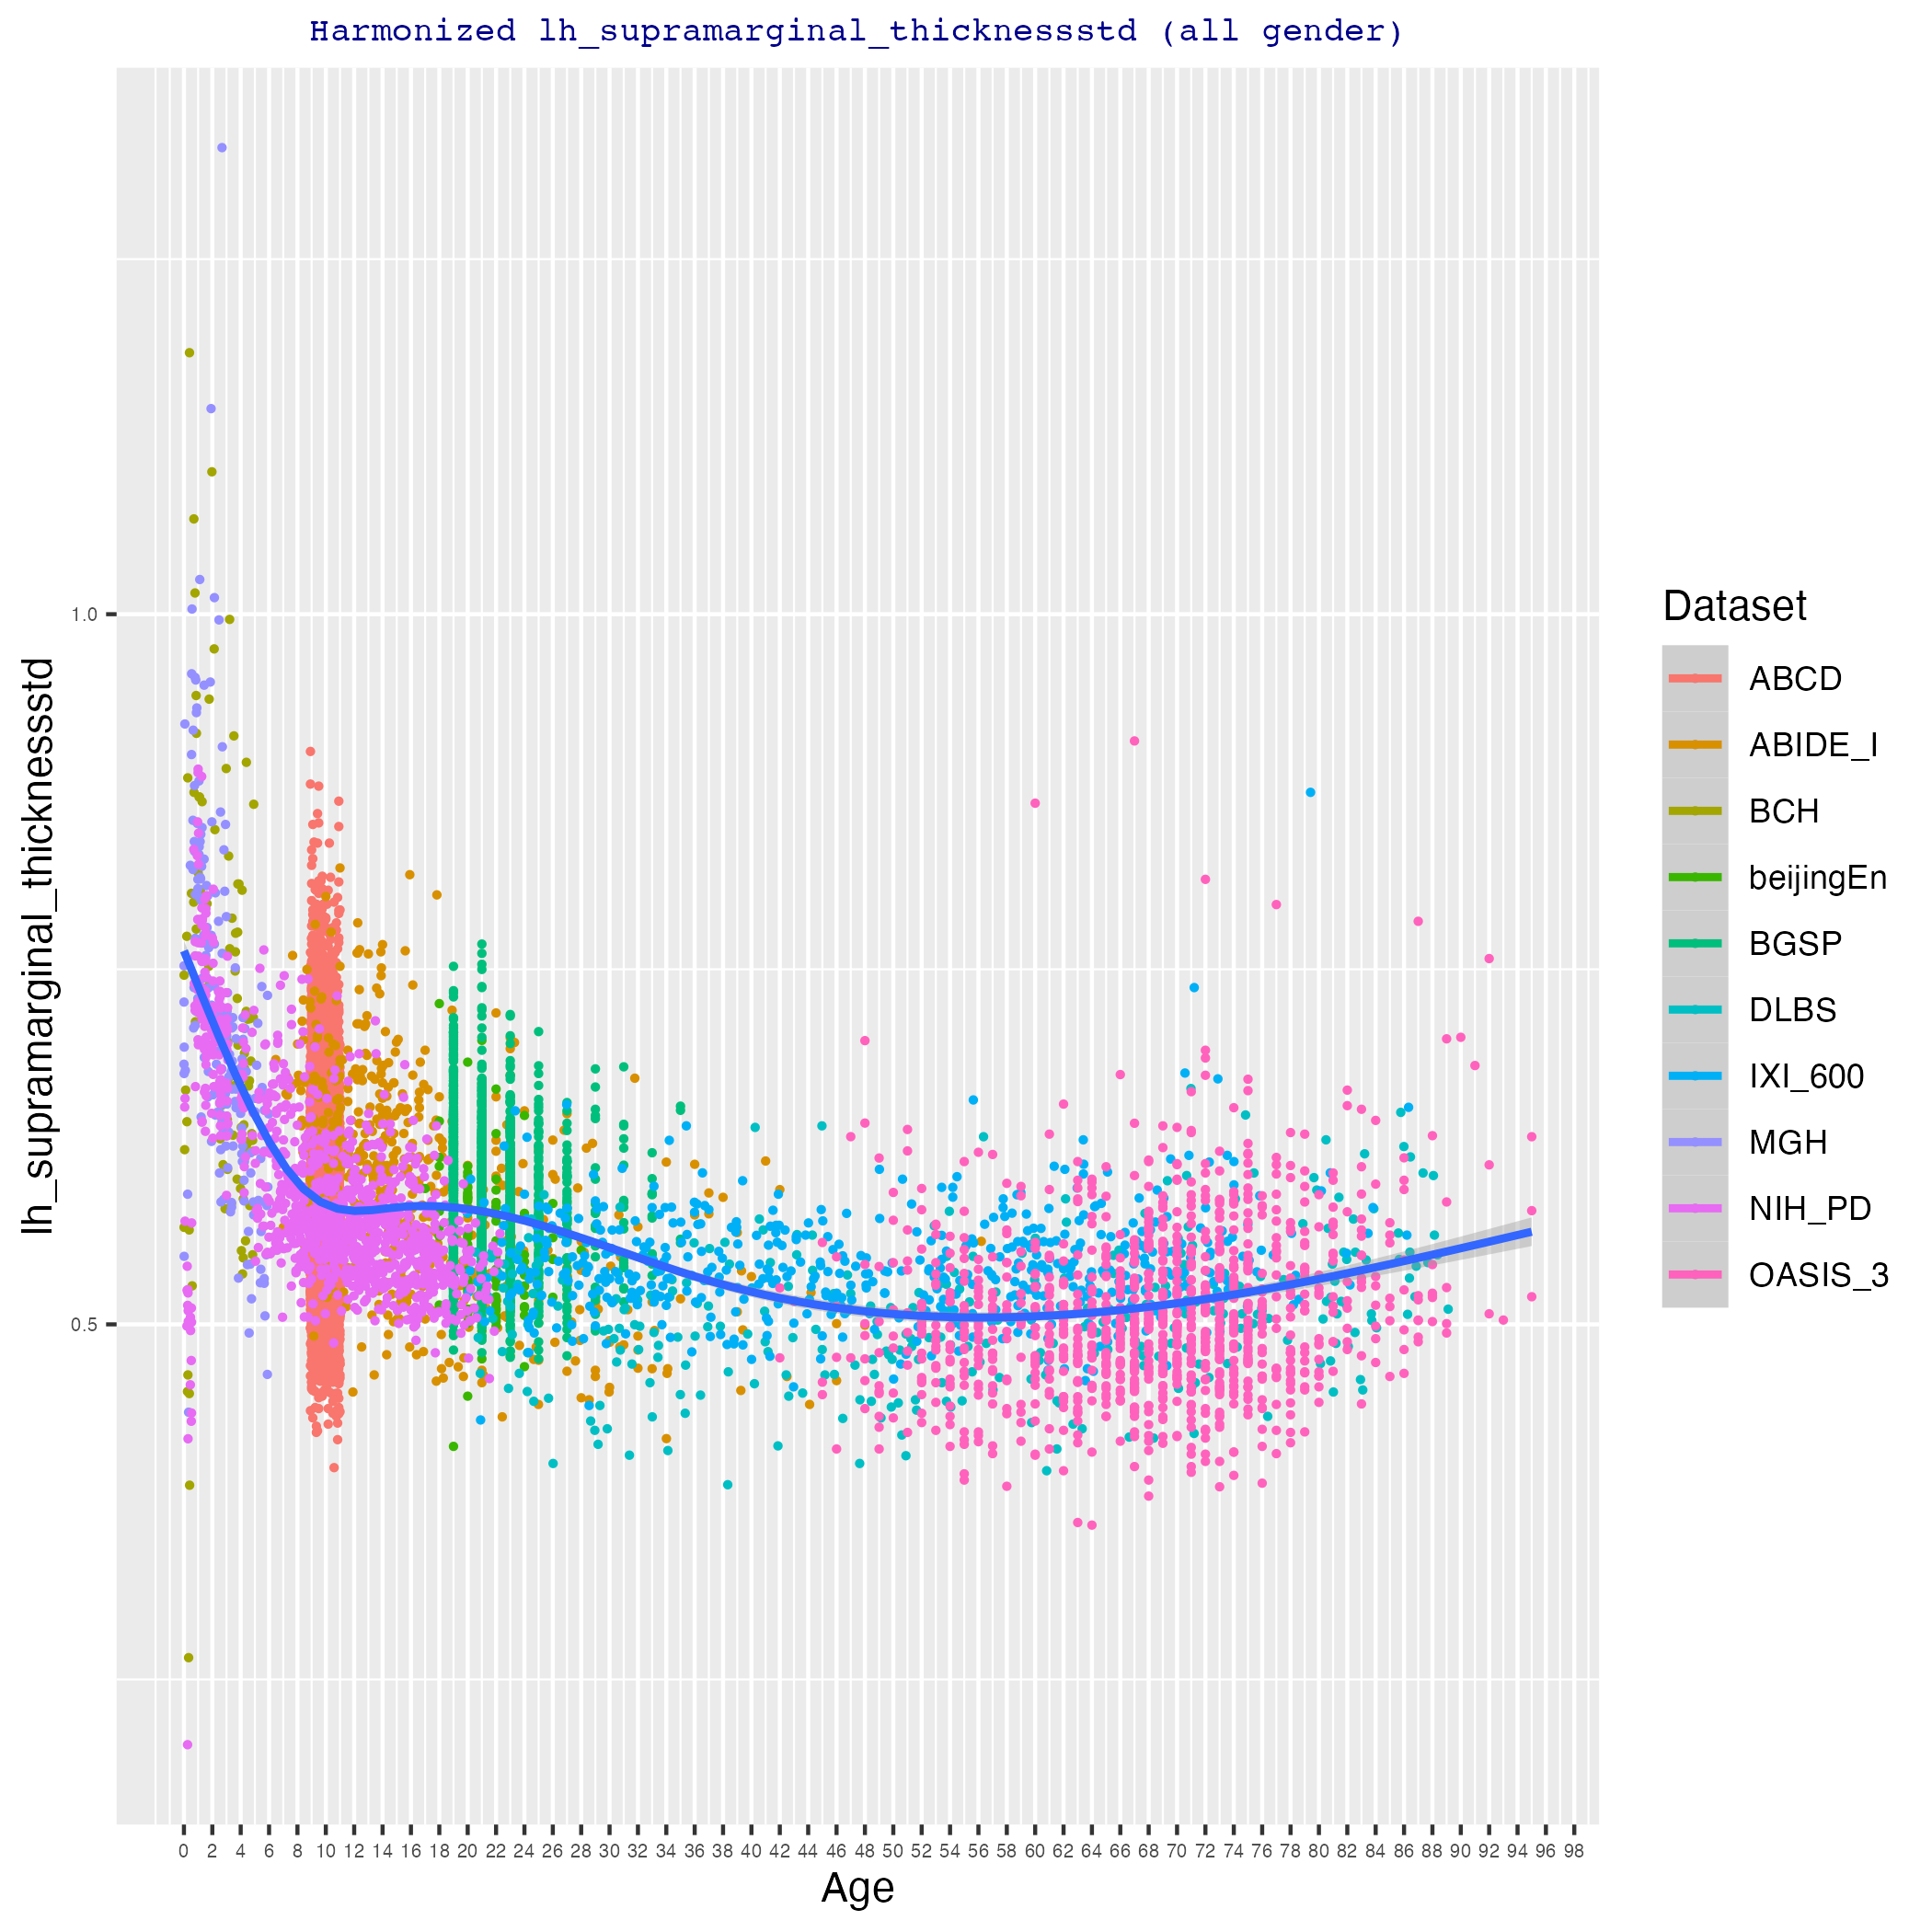 Harmonized lh_supramarginal_thicknessstd (all gender)
lh_supramarginal_thicknessstd
1.0
0.5
0 2 4 6 8 10 12 14 16 18 20 22 24 26 28 30 32 34 36 38 40 42 44 46 48 50 52 54 56 58 60 62 64 66 68 70 72 74 76 78 80 82 84 86 88 90 92 94 96 98
Age
Dataset
ABCD
ABIDE_I
BCH
beijingEn
BGSP
DLBS
IXI_600
MGH
NIH_PD
OASIS_3